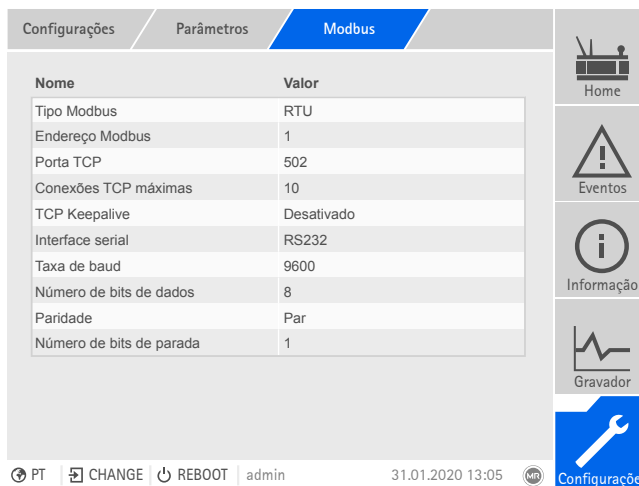 Configurações Parâmetros Modbus
Nome Valor
Tipo Modbus RTU
Endereço Modbus 1
Porta TCP 502
Conexões TCP máximas 10
TCP Keepalive Desativado
Interface serial RS232
Taxa de baud 9600
Número de bits de dados 8
Paridade Par
Número de bits de parada 1
Home
Eventos
Informação
Gravador
Configuraçõe
PT CHANGE REBOOT admin 31.01.2020 13:05 MR